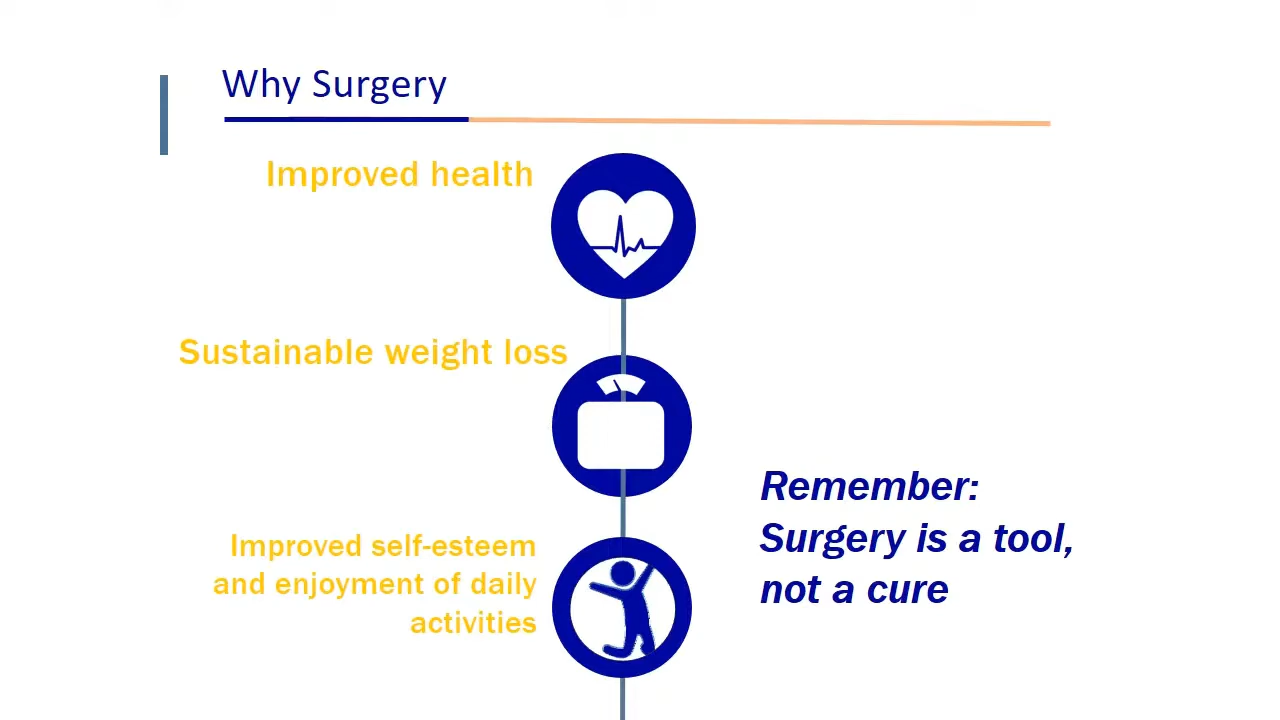 Why Surgery
Improved health
Sustainable weight loss
Improved self-esteem
and enjoyment of daily
activities
Remember:
Surgery is a tool,
not a cure